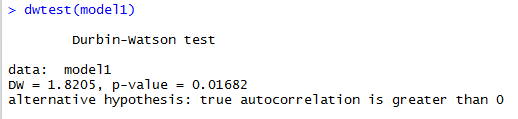 > dwtest(model1)
Durbin-Watson test
data:  model1
DW = 1.8205, p-value = 0.01682
alternative hypothesis: true autocorrelation is greater than 0